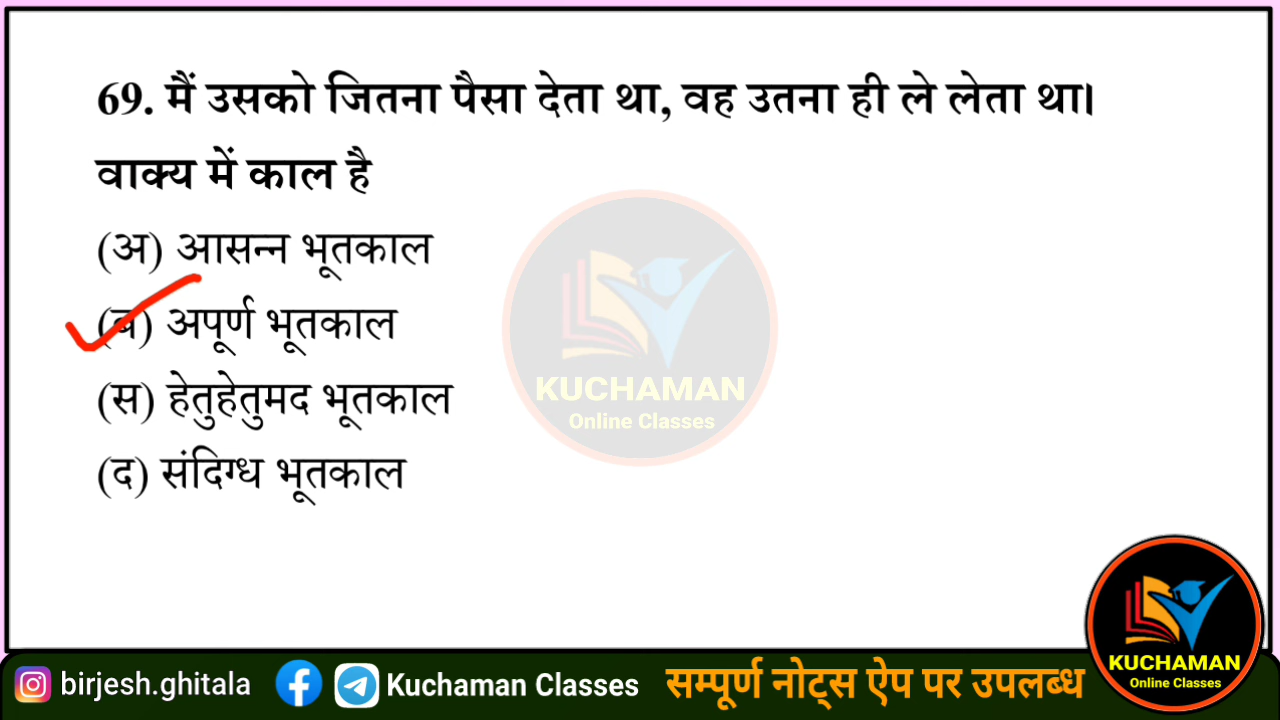 69. मैं उसको जितना पैसा देता था, वह उतना ही ले लेता था।
वाक्य में काल है
(अ) आसन्न भूतकाल
(ब) अपूर्ण भूतकाल
(स) हेतुहेतुमद भूतकाल
(द) संदिग्ध भूतकाल
KUCHAMAN
Online Classes
birjesh.ghitala
Kuchaman Classes
सम्पूर्ण नोट्स ऐप पर उपलब्ध
KUCHAMAN
Online Classes